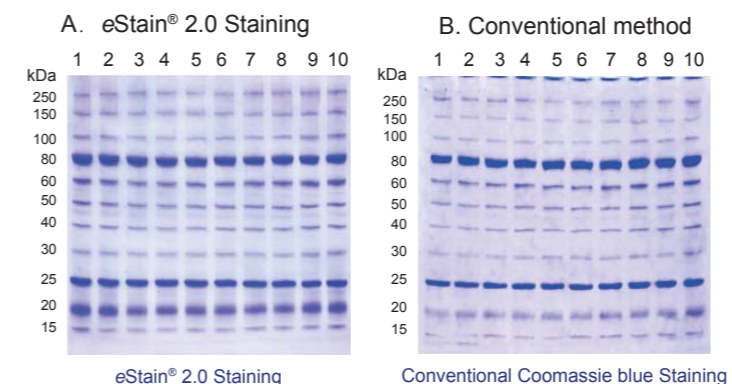 A. eStain® 2.0 Staining
1 2 3 4 5 6 7 8 9 10
kDa
250
150
100
80
60
50
40
30
25
20
15
eStain® 2.0 Staining
B. Conventional method
1 2 3 4 5 6 7 8 9 10
kDa
250
150
100
80
60
50
40
30
25
20
15
Conventional Coomassie blue Staining